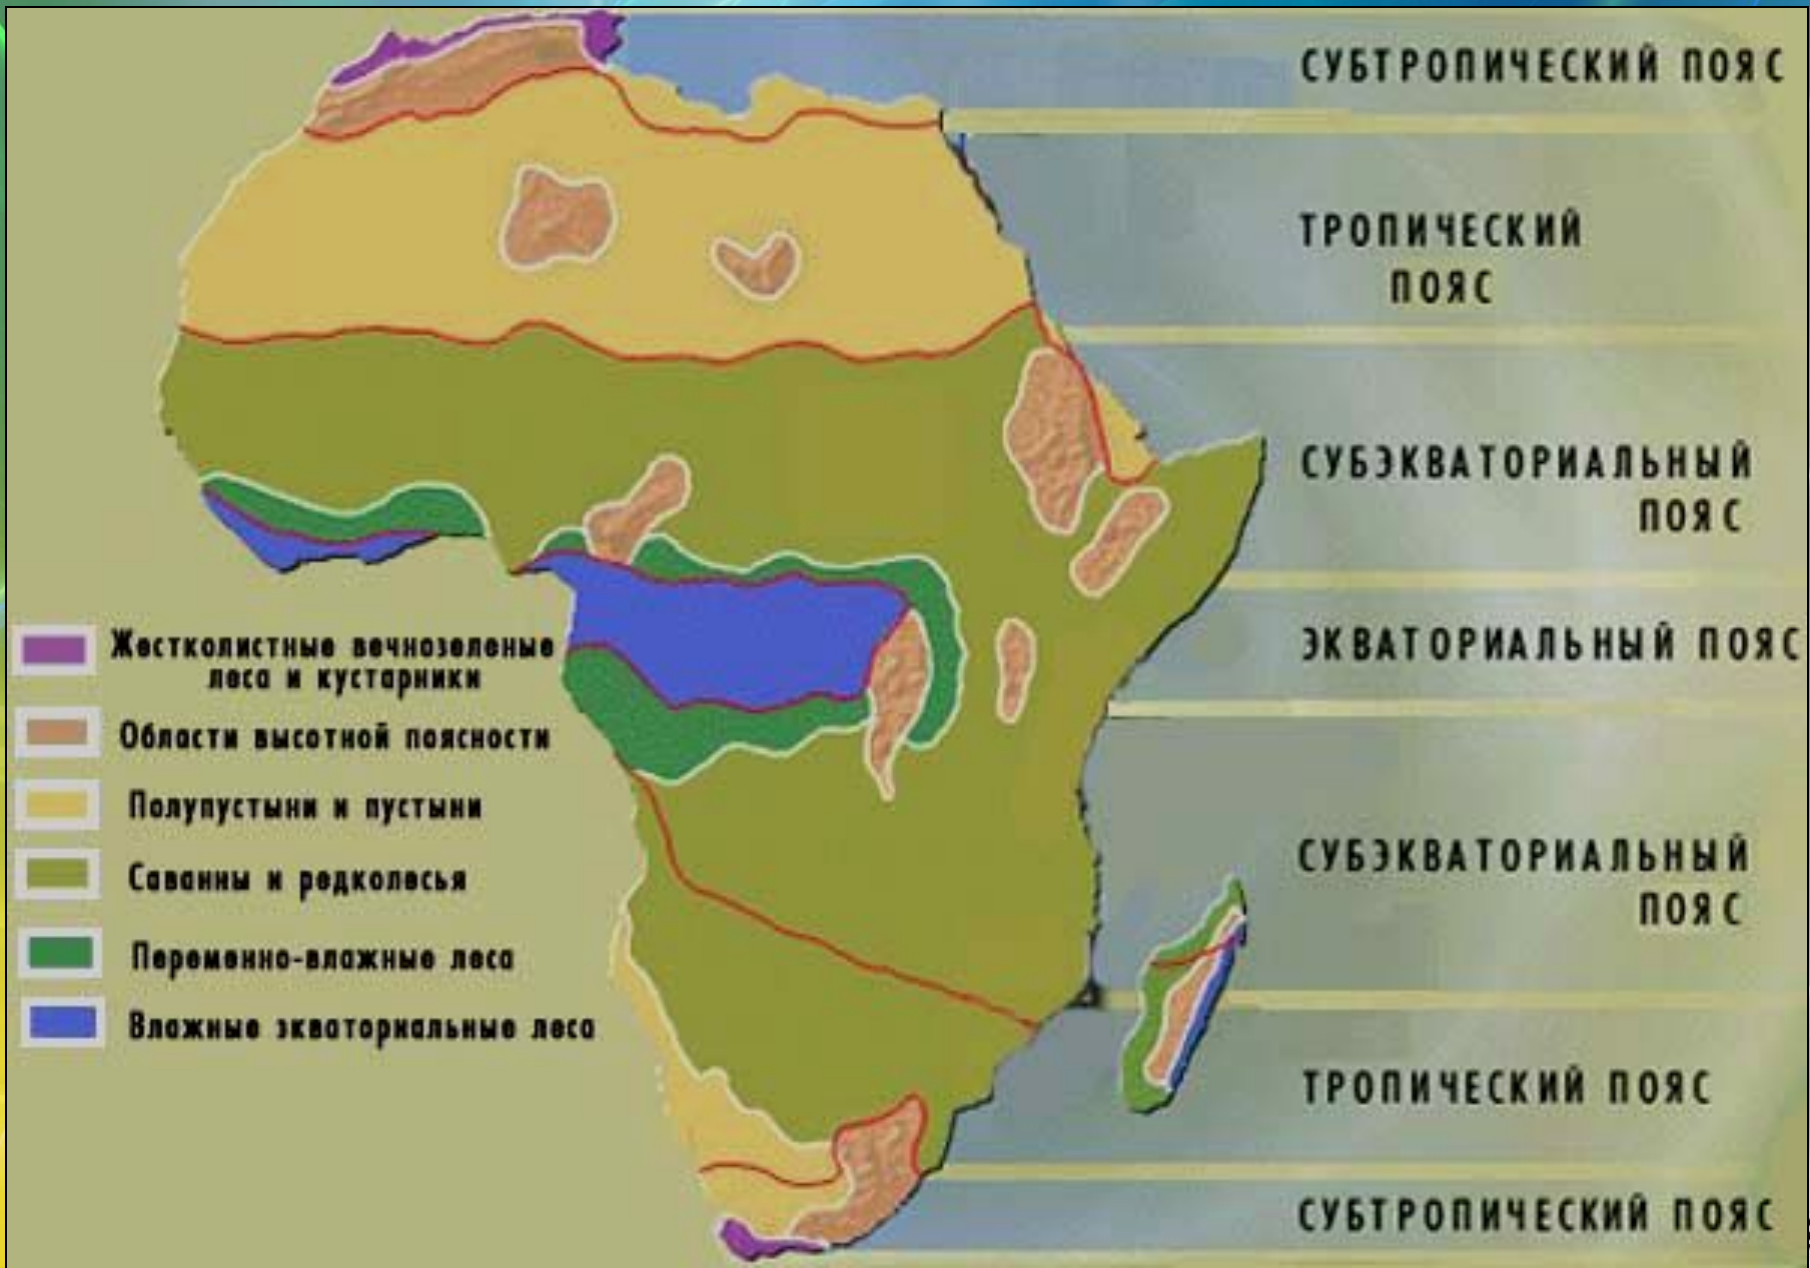 СУБТРОПИЧЕСКИЙ ПОЯС
ТРОПИЧЕСКИЙ
ПОЯС
СУБЭКВАТОРИАЛЬНЫЙ
ПОЯС
ЭКВАТОРИАЛЬНЫЙ ПОЯС
СУБЭКВАТОРИАЛЬНЫЙ
ПОЯС
ТРОПИЧЕСКИЙ ПОЯС
СУБТРОПИЧЕСКИЙ ПОЯС
Жестколистные вечнозеленые
леса и кустарники
Области высотной поясности
Полупустыни и пустыни
Саванны и редколесья
Переменно-влажные леса
Влажные экваториальные леса